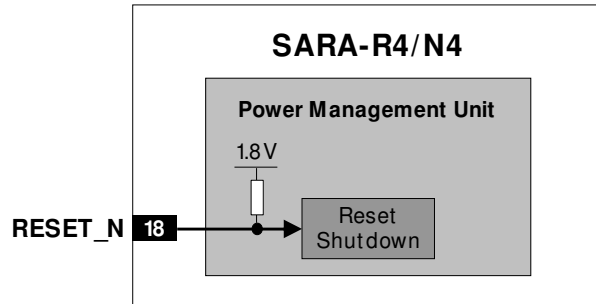 SARA-R4/N4
Power Management Unit
1.8 V
RESET_N 18
Reset
Shutdown